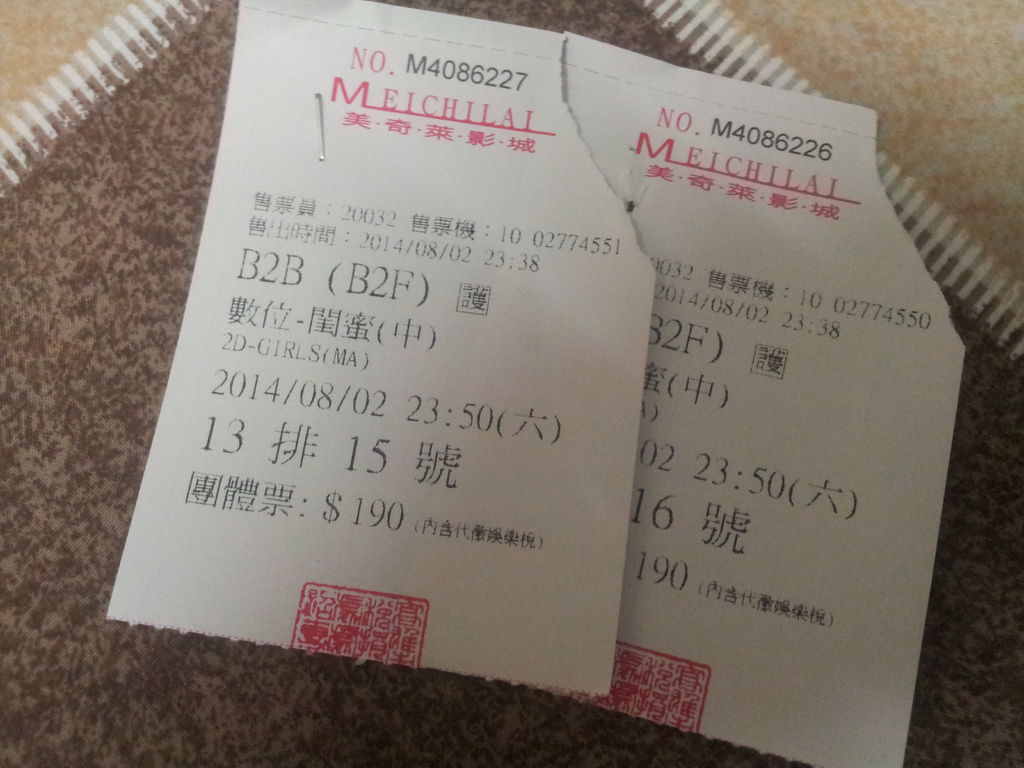 NO. M4086227
MEICHILAI
美·奇·萊·影·城
售票員：20032 售票機：10 02774551
售出時間：2014/08/02 23:38
B2B (B2F) 護
數位-閨蜜(中)
2D-GIRLS(MA)
2014/08/02 23:50(六)
13 排 15 號
團體票：$190 (內含代徵娛樂稅)
NO. M4086226
MEICHILAI
美·奇·萊·影·城
0032 售票機：10 02774550
2014/08/02 23:38
B2F) 護
蜜(中)
02 23:50(六)
16 號
190 (內含代徵娛樂稅)